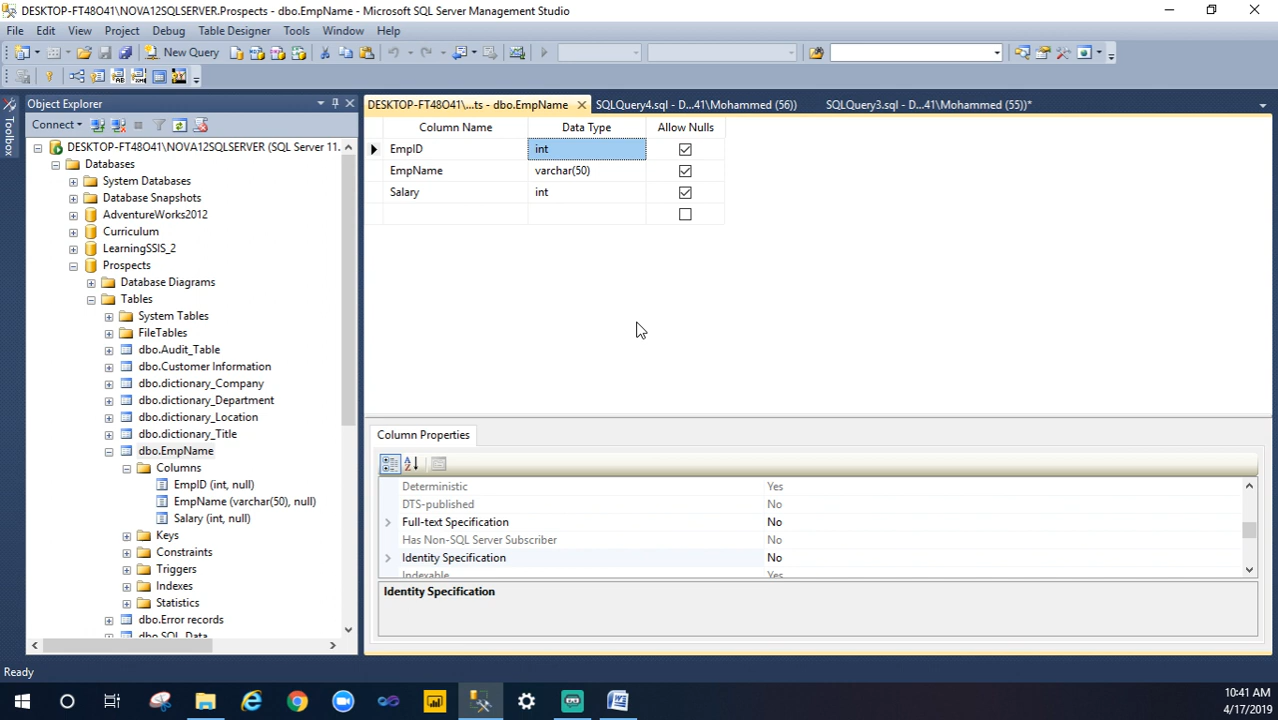 DESKTOP-FT48O41\NOVA12SQLSERVER.Prospects - dbo.EmpName - Microsoft SQL Server Management Studio
File Edit View Project Debug Table Designer Tools Window Help
New Query
Toolbox
Object Explorer
Connect
DESKTOP-FT48O41\NOVA12SQLSERVER (SQL Server 11.
Databases
System Databases
Database Snapshots
AdventureWorks2012
Curriculum
LearningSSIS_2
Prospects
Database Diagrams
Tables
System Tables
FileTables
dbo.Audit_Table
dbo.Customer Information
dbo.dictionary_Company
dbo.dictionary_Department
dbo.dictionary_Location
dbo.dictionary_Title
dbo.EmpName
Columns
EmpID (int, null)
EmpName (varchar(50), null)
Salary (int, null)
Keys
Constraints
Triggers
Indexes
Statistics
dbo.Error records
dbo.SQL_Data
DESKTOP-FT48O41\...ts - dbo.EmpName
SQLQuery4.sql - D...41\Mohammed (56))
SQLQuery3.sql - D...41\Mohammed (55))*
Column Name Data Type Allow Nulls
EmpID int
EmpName varchar(50)
Salary int
Column Properties
Deterministic Yes
DTS-published No
Full-text Specification No
Has Non-SQL Server Subscriber No
Identity Specification No
Indexable Yes
Identity Specification
Ready
10:41 AM
4/17/2019